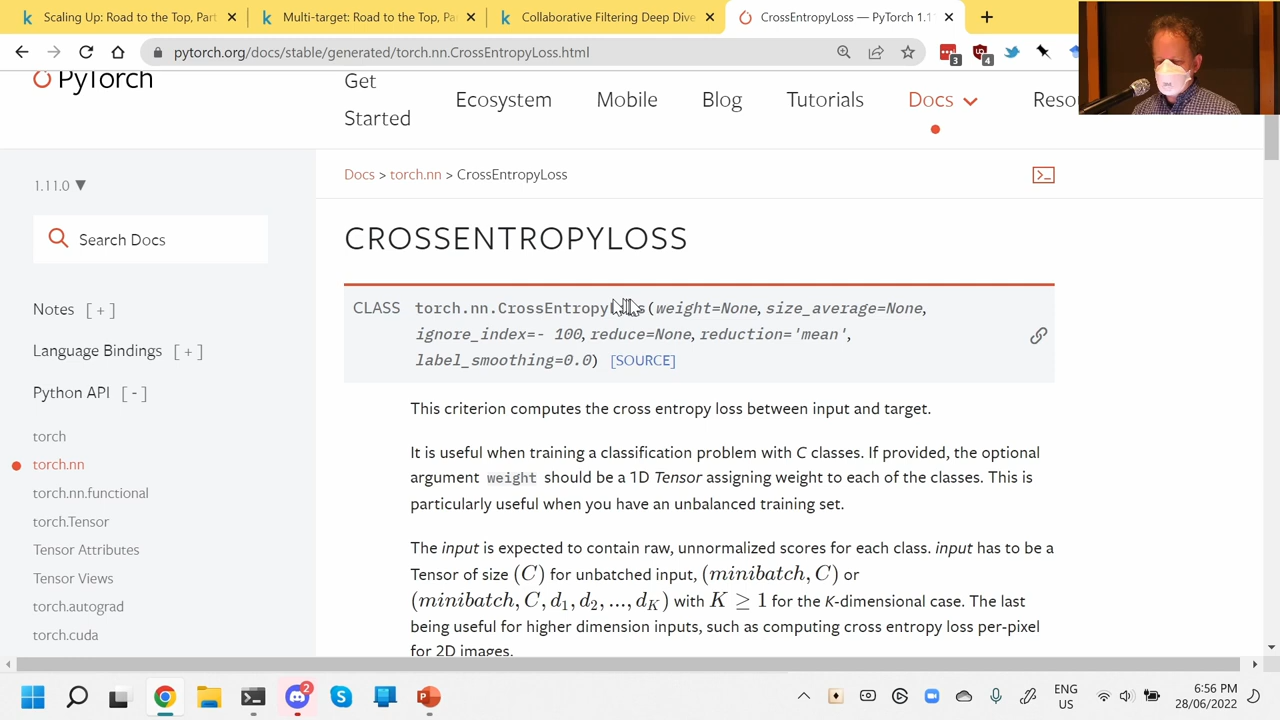 Scaling Up: Road to the Top, Part
Multi-target: Road to the Top, Pa
Collaborative Filtering Deep Dive
CrossEntropyLoss — PyTorch 1.1
pytorch.org/docs/stable/generated/torch.nn.CrossEntropyLoss.html
3
4
PyTorch
Get Started
Ecosystem
Mobile
Blog
Tutorials
Docs
Reso
1.11.0 ▼
Search Docs
Notes [ + ]
Language Bindings [ + ]
Python API [ - ]
torch
torch.nn
torch.nn.functional
torch.Tensor
Tensor Attributes
Tensor Views
torch.autograd
torch.cuda
Docs > torch.nn > CrossEntropyLoss
CROSSENTROPYLOSS
CLASS torch.nn.CrossEntropyLoss(weight=None, size_average=None,
ignore_index=- 100, reduce=None, reduction='mean',
label_smoothing=0.0) [SOURCE]
This criterion computes the cross entropy loss between input and target.
It is useful when training a classification problem with C classes. If provided, the optional
argument weight should be a 1D Tensor assigning weight to each of the classes. This is
particularly useful when you have an unbalanced training set.
The input is expected to contain raw, unnormalized scores for each class. input has to be a
Tensor of size (C) for unbatched input, (minibatch, C) or
(minibatch, C, d₁, d₂, ..., d_K) with K ≥ 1 for the K-dimensional case. The last
being useful for higher dimension inputs, such as computing cross entropy loss per-pixel
for 2D images.
2
ENG
US
6:56 PM
28/06/2022